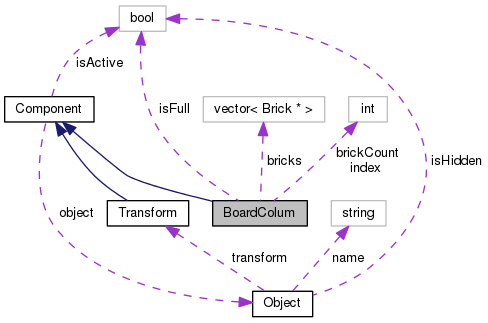 bool
isActive
Component
isFull
vector< Brick * >
int
bricks
brickCount
index
isHidden
object
Transform
BoardColum
string
transform
name
Object